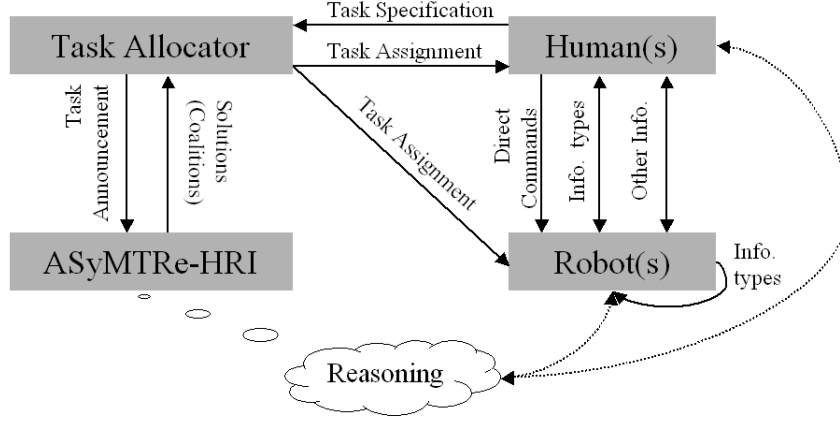 Task Specification
Task Allocator
Human(s)
Task Assignment
Task
Announcement
Solutions
(Coalitions)
Task Assignment
Direct
Commands
Info. types
Other Info.
ASyMTRe-HRI
Robot(s)
Info.
types
Reasoning